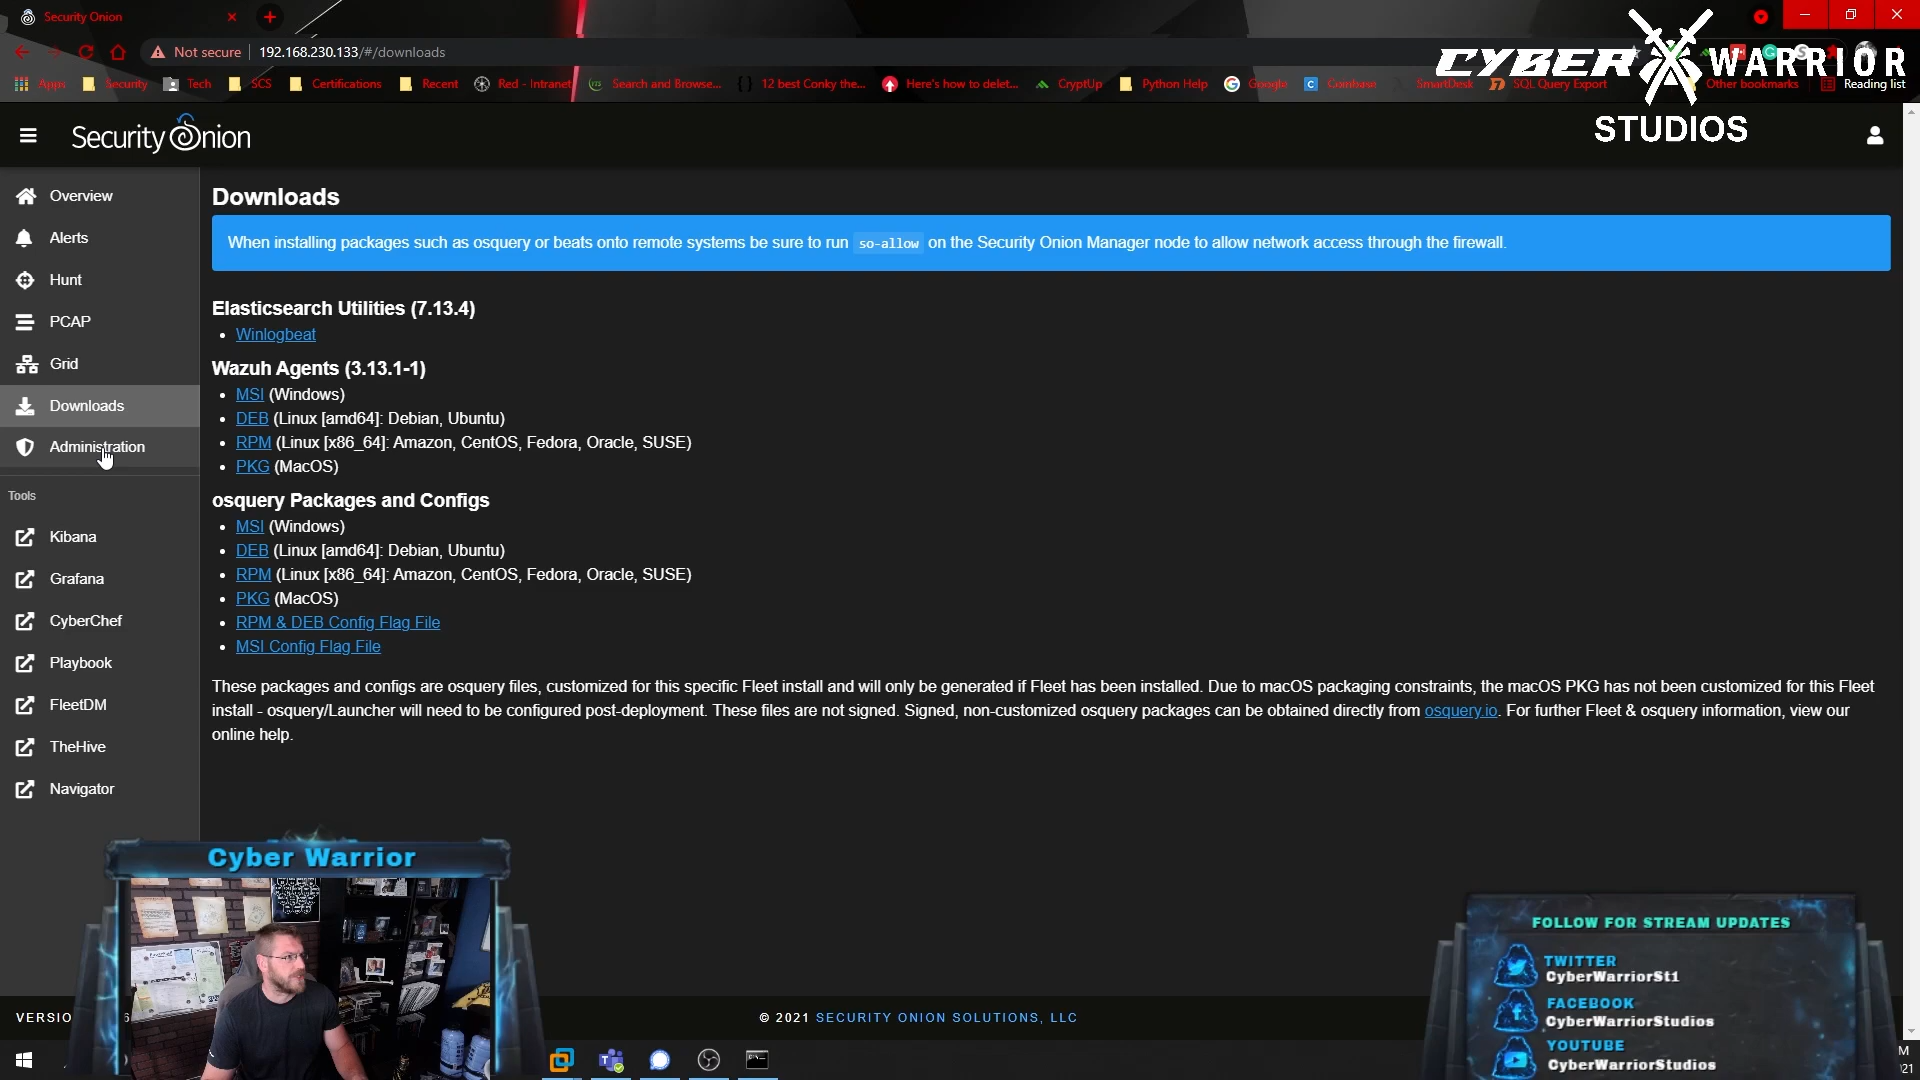 Security Onion
Not secure
192.168.230.133/#/downloads
Apps
Security
Tech
SCS
Certifications
Recent
Red - Intranet
Search and Browse...
12 best Conky the...
Here's how to delet...
CryptUp
Python Help
Google
Coinbase
SmartDesk
SQL Query Export
Other bookmarks
Reading list
CYBER WARRIOR
STUDIOS
Security Onion
Overview
Alerts
Hunt
PCAP
Grid
Downloads
Administration
Tools
Kibana
Grafana
CyberChef
Playbook
FleetDM
TheHive
Navigator
Downloads
When installing packages such as osquery or beats onto remote systems be sure to run so-allow on the Security Onion Manager node to allow network access through the firewall.
Elasticsearch Utilities (7.13.4)
Winlogbeat
Wazuh Agents (3.13.1-1)
MSI (Windows)
DEB (Linux [amd64]: Debian, Ubuntu)
RPM (Linux [x86_64]: Amazon, CentOS, Fedora, Oracle, SUSE)
PKG (MacOS)
osquery Packages and Configs
MSI (Windows)
DEB (Linux [amd64]: Debian, Ubuntu)
RPM (Linux [x86_64]: Amazon, CentOS, Fedora, Oracle, SUSE)
PKG (MacOS)
RPM & DEB Config Flag File
MSI Config Flag File
These packages and configs are osquery files, customized for this specific Fleet install and will only be generated if Fleet has been installed. Due to macOS packaging constraints, the macOS PKG has not been customized for this Fleet
install - osquery/Launcher will need to be configured post-deployment. These files are not signed. Signed, non-customized osquery packages can be obtained directly from osquery.io. For further Fleet & osquery information, view our
online help.
Cyber Warrior
FOLLOW FOR STREAM UPDATES
TWITTER
CyberWarriorSt1
FACEBOOK
CyberWarriorStudios
YOUTUBE
CyberWarriorStudios
VERSIO
© 2021 SECURITY ONION SOLUTIONS, LLC